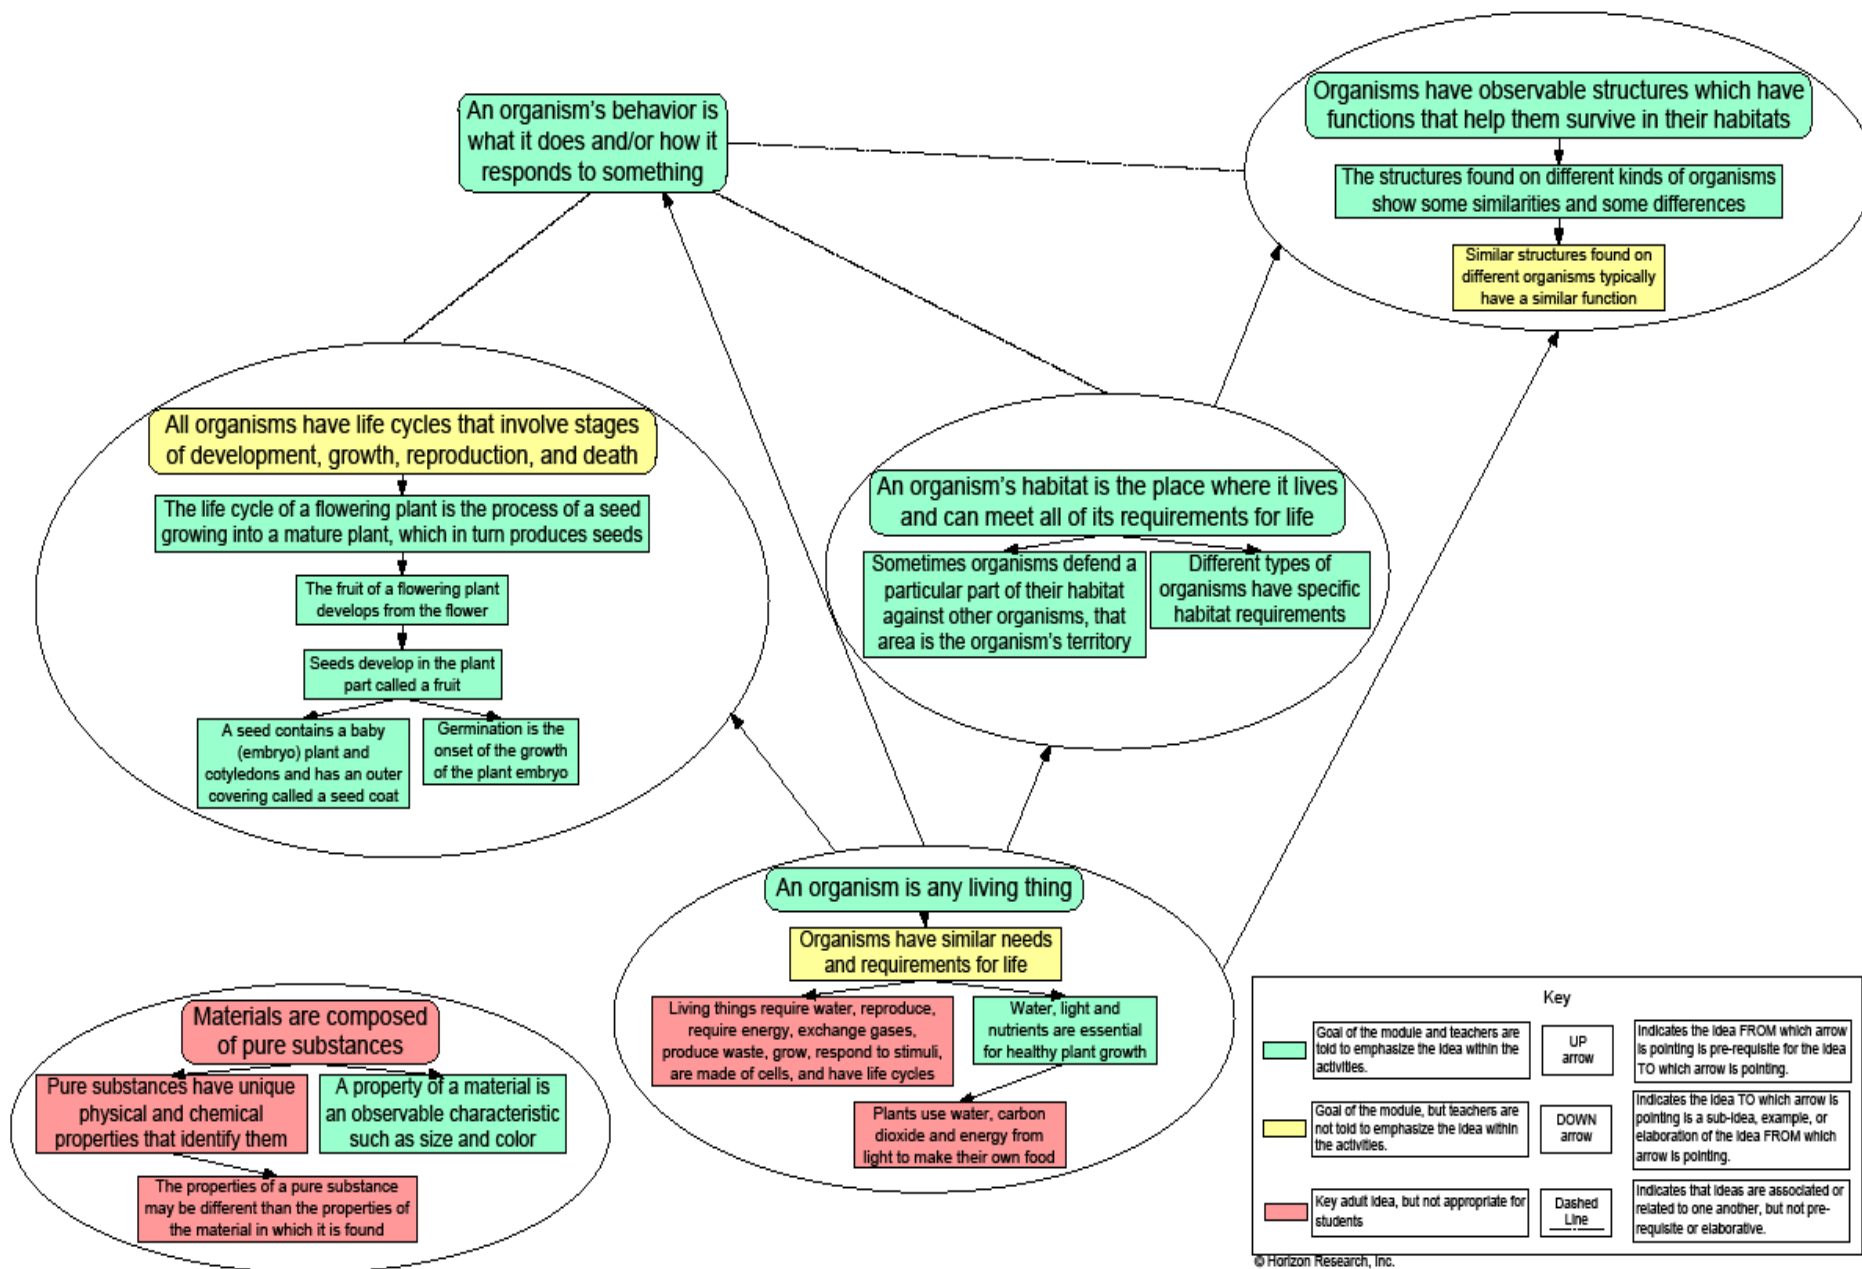 An organism's behavior is
what it does and/or how it
responds to something
Organisms have observable structures which have
functions that help them survive in their habitats
The structures found on different kinds of organisms
show some similarities and some differences
Similar structures found on
different organisms typically
have a similar function
All organisms have life cycles that involve stages
of development, growth, reproduction, and death
The life cycle of a flowering plant is the process of a seed
growing into a mature plant, which in turn produces seeds
The fruit of a flowering plant
develops from the flower
Seeds develop in the plant
part called a fruit
A seed contains a baby
(embryo) plant and
cotyledons and has an outer
covering called a seed coat
Germination is the
onset of the growth
of the plant embryo
An organism's habitat is the place where it lives
and can meet all of its requirements for life
Sometimes organisms defend a
particular part of their habitat
against other organisms, that
area is the organism's territory
Different types of
organisms have specific
habitat requirements
An organism is any living thing
Organisms have similar needs
and requirements for life
Living things require water, reproduce,
require energy, exchange gases,
produce waste, grow, respond to stimuli,
are made of cells, and have life cycles
Water, light and
nutrients are essential
for healthy plant growth
Plants use water, carbon
dioxide and energy from
light to make their own food
Materials are composed
of pure substances
Pure substances have unique
physical and chemical
properties that identify them
A property of a material is
an observable characteristic
such as size and color
The properties of a pure substance
may be different than the properties of
the material in which it is found
Key
Goal of the module and teachers are
told to emphasize the idea within the
activities.
UP
arrow
Indicates the idea FROM which arrow
is pointing is pre-requisite for the idea
TO which arrow is pointing.
Goal of the module, but teachers are
not told to emphasize the idea within
the activities.
DOWN
arrow
Indicates the idea TO which arrow is
pointing is a sub-idea, example, or
elaboration of the idea FROM which
arrow is pointing.
Key adult idea, but not appropriate for
students
Dashed
Line
Indicates that ideas are associated or
related to one another, but not pre-
requisite or elaborative.
© Horizon Research, Inc.